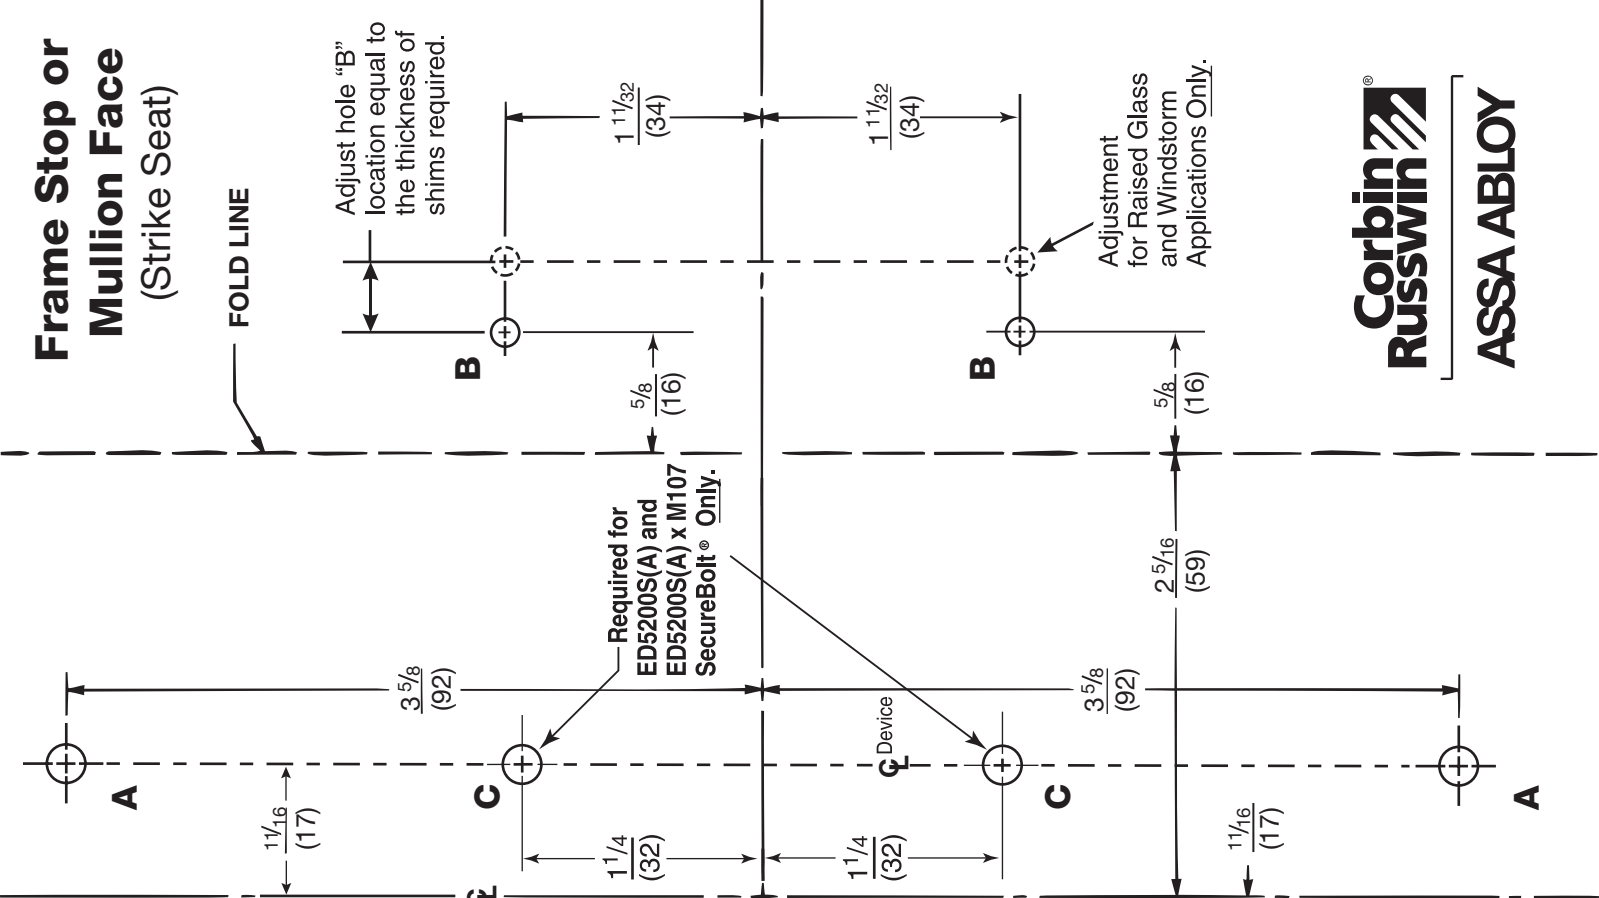 Frame Stop or
Mullion Face
(Strike Seat)
FOLD LINE
Adjust hole “B”
location equal to
the thickness of
shims required.
1 11/32
(34)
1 11/32
(34)
Adjustment
for Raised Glass
and Windstorm
Applications Only.
B
B
5/8
(16)
5/8
(16)
Corbin
Russwin
®
ASSA ABLOY
Required for
ED5200S(A) and
ED5200S(A) x M107
SecureBolt® Only.
2 5/16
(59)
3 5/8
(92)
3 5/8
(92)
CL Device
A
C
C
A
11/16
(17)
1 1/4
(32)
1 1/4
(32)
11/16
(17)
CL